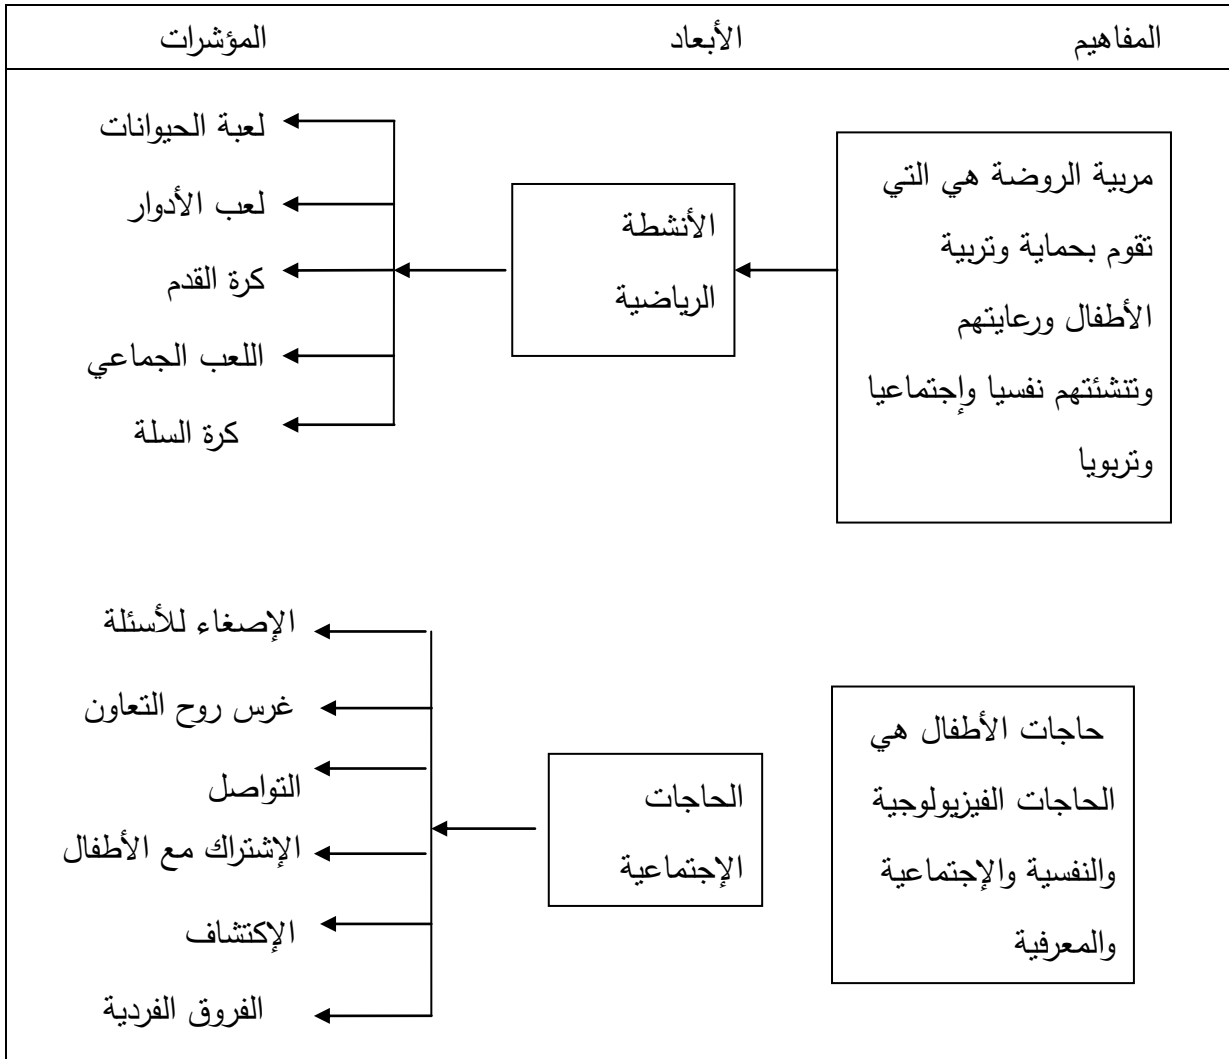 المفاهيم الأبعاد المؤشرات
مربية الروضة هي التي
تقوم بحماية وتربية
الأطفال ورعايتهم
وتنشئتهم نفسيا وإجتماعيا
وتربويا
الأنشطة
الرياضية
لعبة الحيوانات
لعب الأدوار
كرة القدم
اللعب الجماعي
كرة السلة
حاجات الأطفال هي
الحاجات الفيزيولوجية
والنفسية والإجتماعية
والمعرفية
الحاجات
الإجتماعية
الإصغاء للأسئلة
غرس روح التعاون
التواصل
الإشتراك مع الأطفال
الإكتشاف
الفروق الفردية